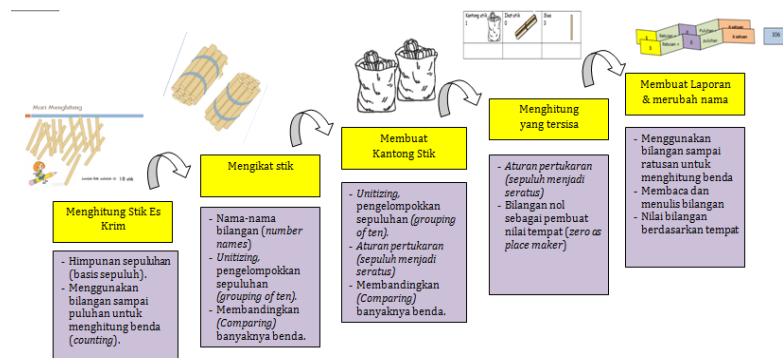 Mari Menghitung
Menghitung Stik Es
Krim
- Himpunan sepuluhan
(basis sepuluh).
- Menggunakan
bilangan sampai
puluhan untuk
menghitung benda
(counting).
Mengikat stik
- Nama-nama
bilangan (number
names)
- Unitizing,
pengelompokkan
sepuluhan
(grouping of ten).
- Membandingkan
(Comparing)
banyaknya benda.
Membuat
Kantong Stik
- Unitizing,
pengelompokkan
sepuluhan (grouping
of ten).
- Aturan pertukaran
(sepuluh menjadi
seratus)
- Membandingkan
(Comparing)
banyaknya benda.
Kantong stik
1
Ikat stik
0
Sisa
3
Menghitung
yang tersisa
- Aturan pertukaran
(sepuluh menjadi
seratus)
- Bilangan nol
sebagai pembuat
nilai tempat (zero as
place maker)
Membuat Laporan
& merubah nama
- Menggunakan
bilangan sampai
ratusan untuk
menghitung benda
- Membaca dan
menulis bilangan
- Nilai bilangan
berdasarkan tempat